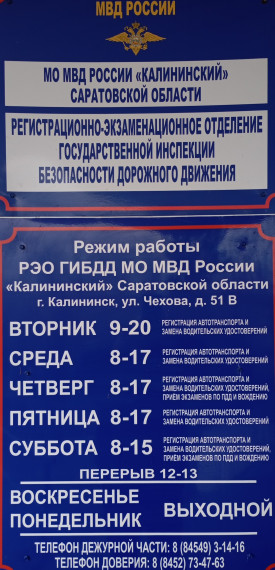 МВД РОССИИ
МО МВД РОССИИ «КАЛИНИНСКИЙ»
САРАТОВСКОЙ ОБЛАСТИ
РЕГИСТРАЦИОННО-ЭКЗАМЕНАЦИОННОЕ ОТДЕЛЕНИЕ
ГОСУДАРСТВЕННОЙ ИНСПЕКЦИИ
БЕЗОПАСНОСТИ ДОРОЖНОГО ДВИЖЕНИЯ
Режим работы
РЭО ГИБДД МО МВД России
«Калининский» Саратовской области
г. Калининск, ул. Чехова, д. 51 В
ВТОРНИК 9-20 РЕГИСТРАЦИЯ АВТОТРАНСПОРТА И
ЗАМЕНА ВОДИТЕЛЬСКИХ УДОСТОВЕРЕНИЙ
СРЕДА 8-17 РЕГИСТРАЦИЯ АВТОТРАНСПОРТА И
ЗАМЕНА ВОДИТЕЛЬСКИХ УДОСТОВЕРЕНИЙ
ЧЕТВЕРГ 8-17 РЕГИСТРАЦИЯ АВТОТРАНСПОРТА И
ЗАМЕНА ВОДИТЕЛЬСКИХ УДОСТОВЕРЕНИЙ,
ПРИЁМ ЭКЗАМЕНОВ ПО ПДД И ВОЖДЕНИЮ
ПЯТНИЦА 8-17 РЕГИСТРАЦИЯ АВТОТРАНСПОРТА И
ЗАМЕНА ВОДИТЕЛЬСКИХ УДОСТОВЕРЕНИЙ
СУББОТА 8-15 РЕГИСТРАЦИЯ АВТОТРАНСПОРТА И
ЗАМЕНА ВОДИТЕЛЬСКИХ УДОСТОВЕРЕНИЙ,
ПРИЕМ ЭКЗАМЕНОВ ПО ПДД И ВОЖДЕНИЮ
ПЕРЕРЫВ 12-13
ВОСКРЕСЕНЬЕ
ПОНЕДЕЛЬНИК ВЫХОДНОЙ
ТЕЛЕФОН ДЕЖУРНОЙ ЧАСТИ: 8 (84549) 3-14-16
ТЕЛЕФОН ДОВЕРИЯ: 8 (8452) 73-47-63